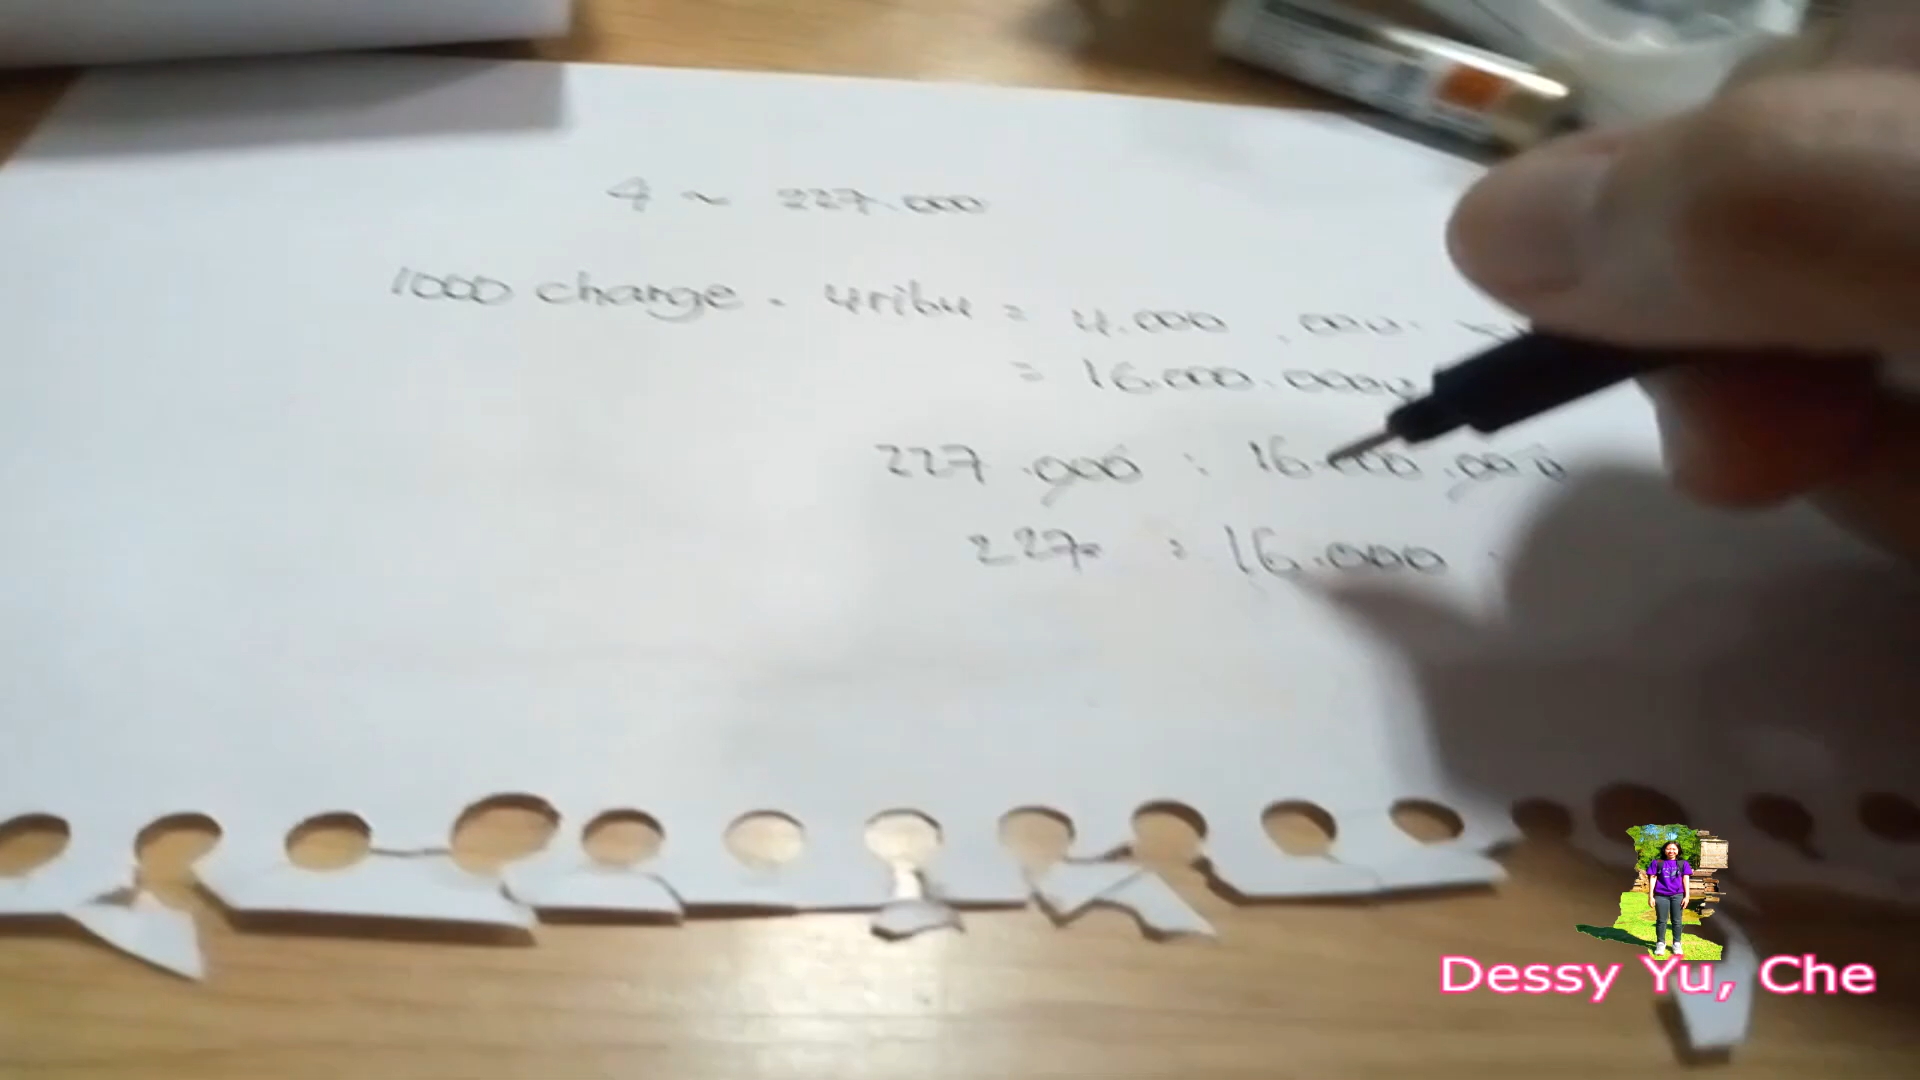 4 ~ 227.000
1000 charge . 4ribu = 4.000 .000.
= 16.000.000
227.000 : 16.000.000
227 : 16.000
Dessy Yu, Che